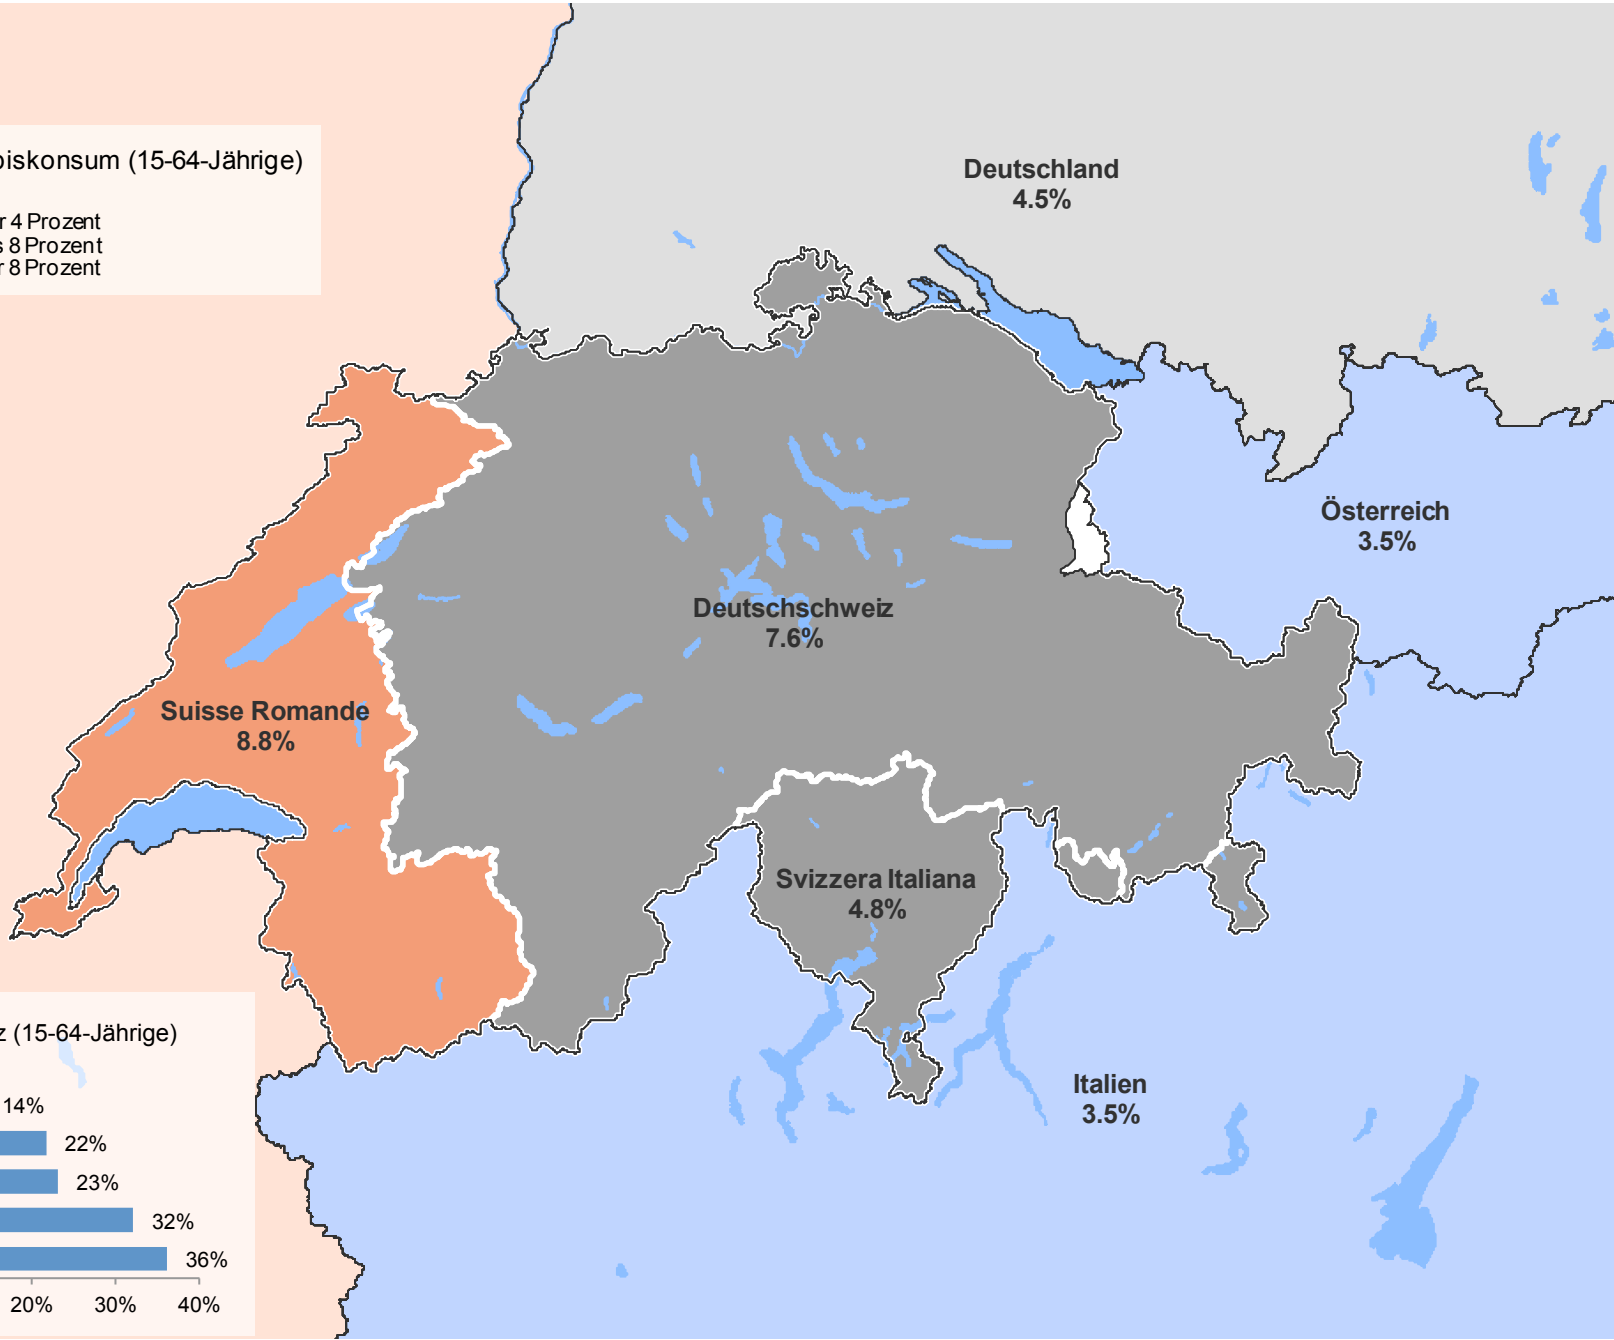 biskonsum (15-64-Jährige)
r 4 Prozent
s 8 Prozent
r 8 Prozent
Deutschland
4.5%
Österreich
3.5%
Deutschschweiz
7.6%
Suisse Romande
8.8%
Svizzera Italiana
4.8%
Italien
3.5%
z (15-64-Jährige)
14%
22%
23%
32%
36%
20% 30% 40%